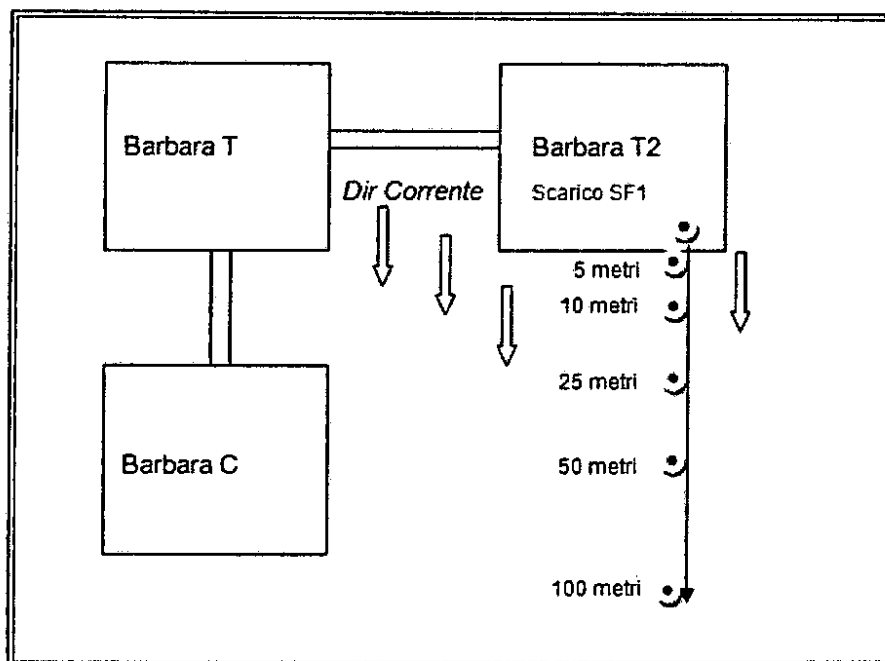 Barbara T
Barbara T2
Dir Corrente
Scarico SF1
5 metri
10 metri
25 metri
Barbara C
50 metri
100 metri